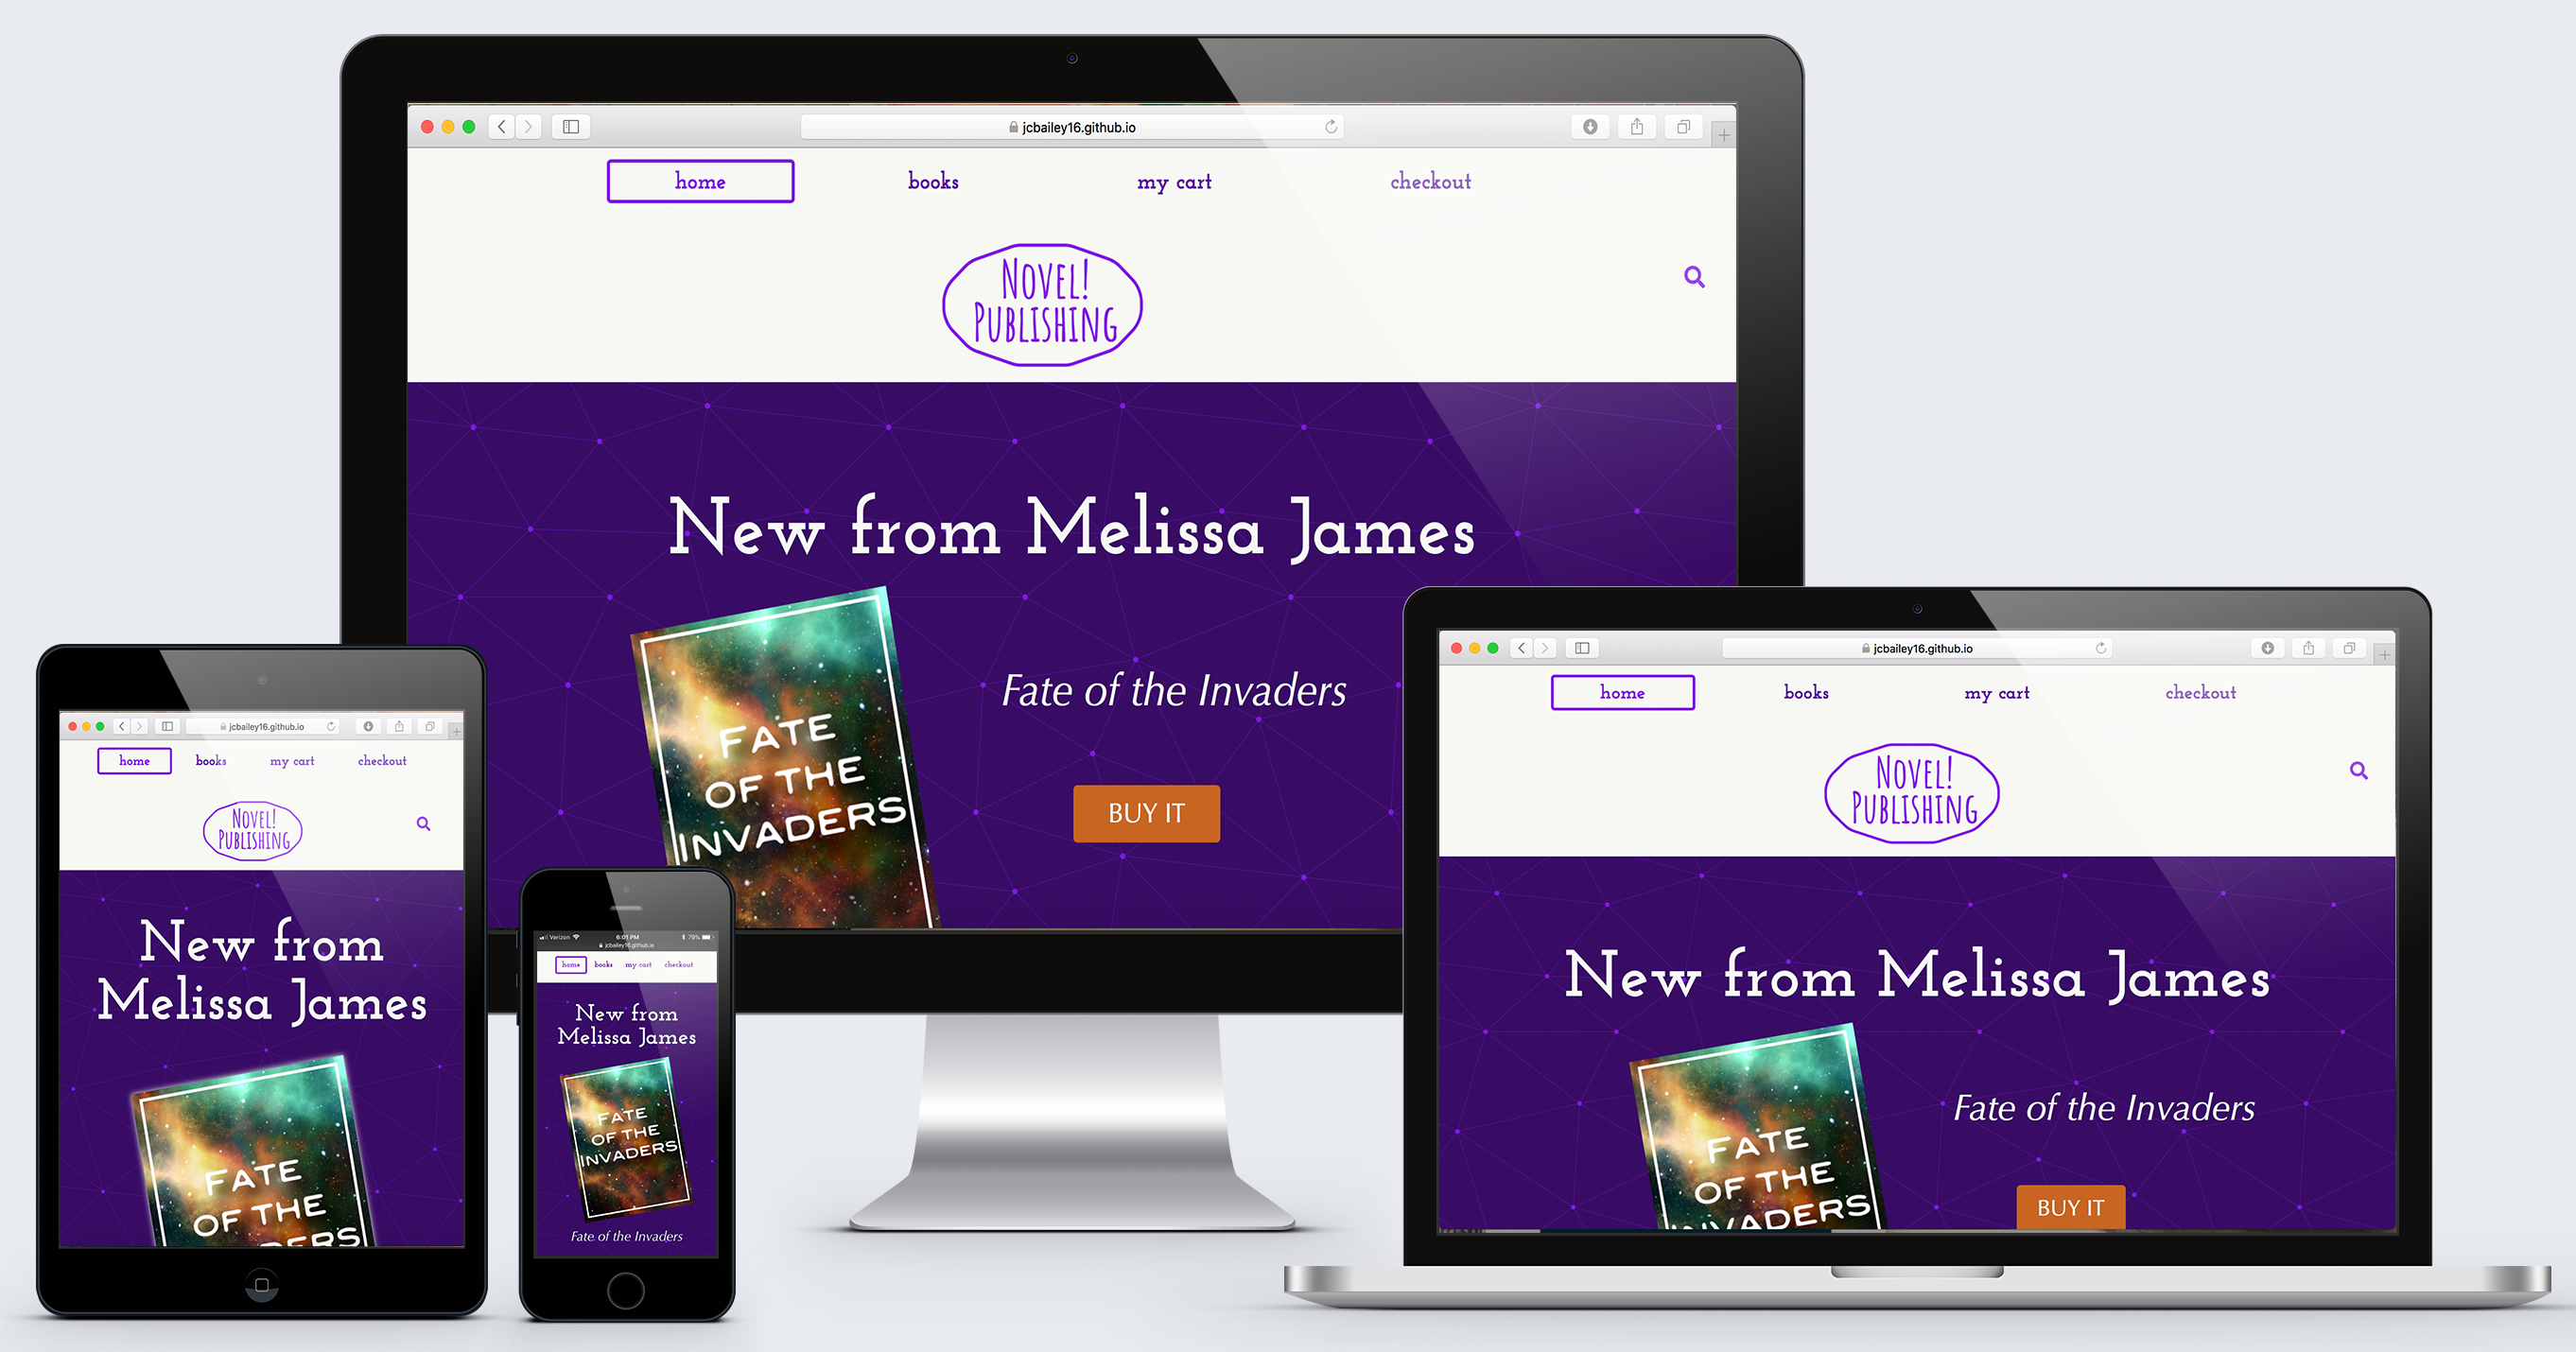 jcbailey16.github.io
home books my cart checkout
NOVEL!
PUBLISHING
New from Melissa James
FATE
OF THE
INVADERS
Fate of the Invaders
BUY IT
jcbailey16.github.io
home books my cart checkout
NOVEL!
PUBLISHING
New from
Melissa James
FATE
OF THE
DERS
Verizon 6:01 PM 79%
jcbailey16.github.io
home books my cart checkout
New from
Melissa James
FATE
OF THE
INVADERS
Fate of the Invaders
jcbailey16.github.io
home books my cart checkout
NOVEL!
PUBLISHING
New from Melissa James
FATE
OF THE
INVADERS
Fate of the Invaders
BUY IT